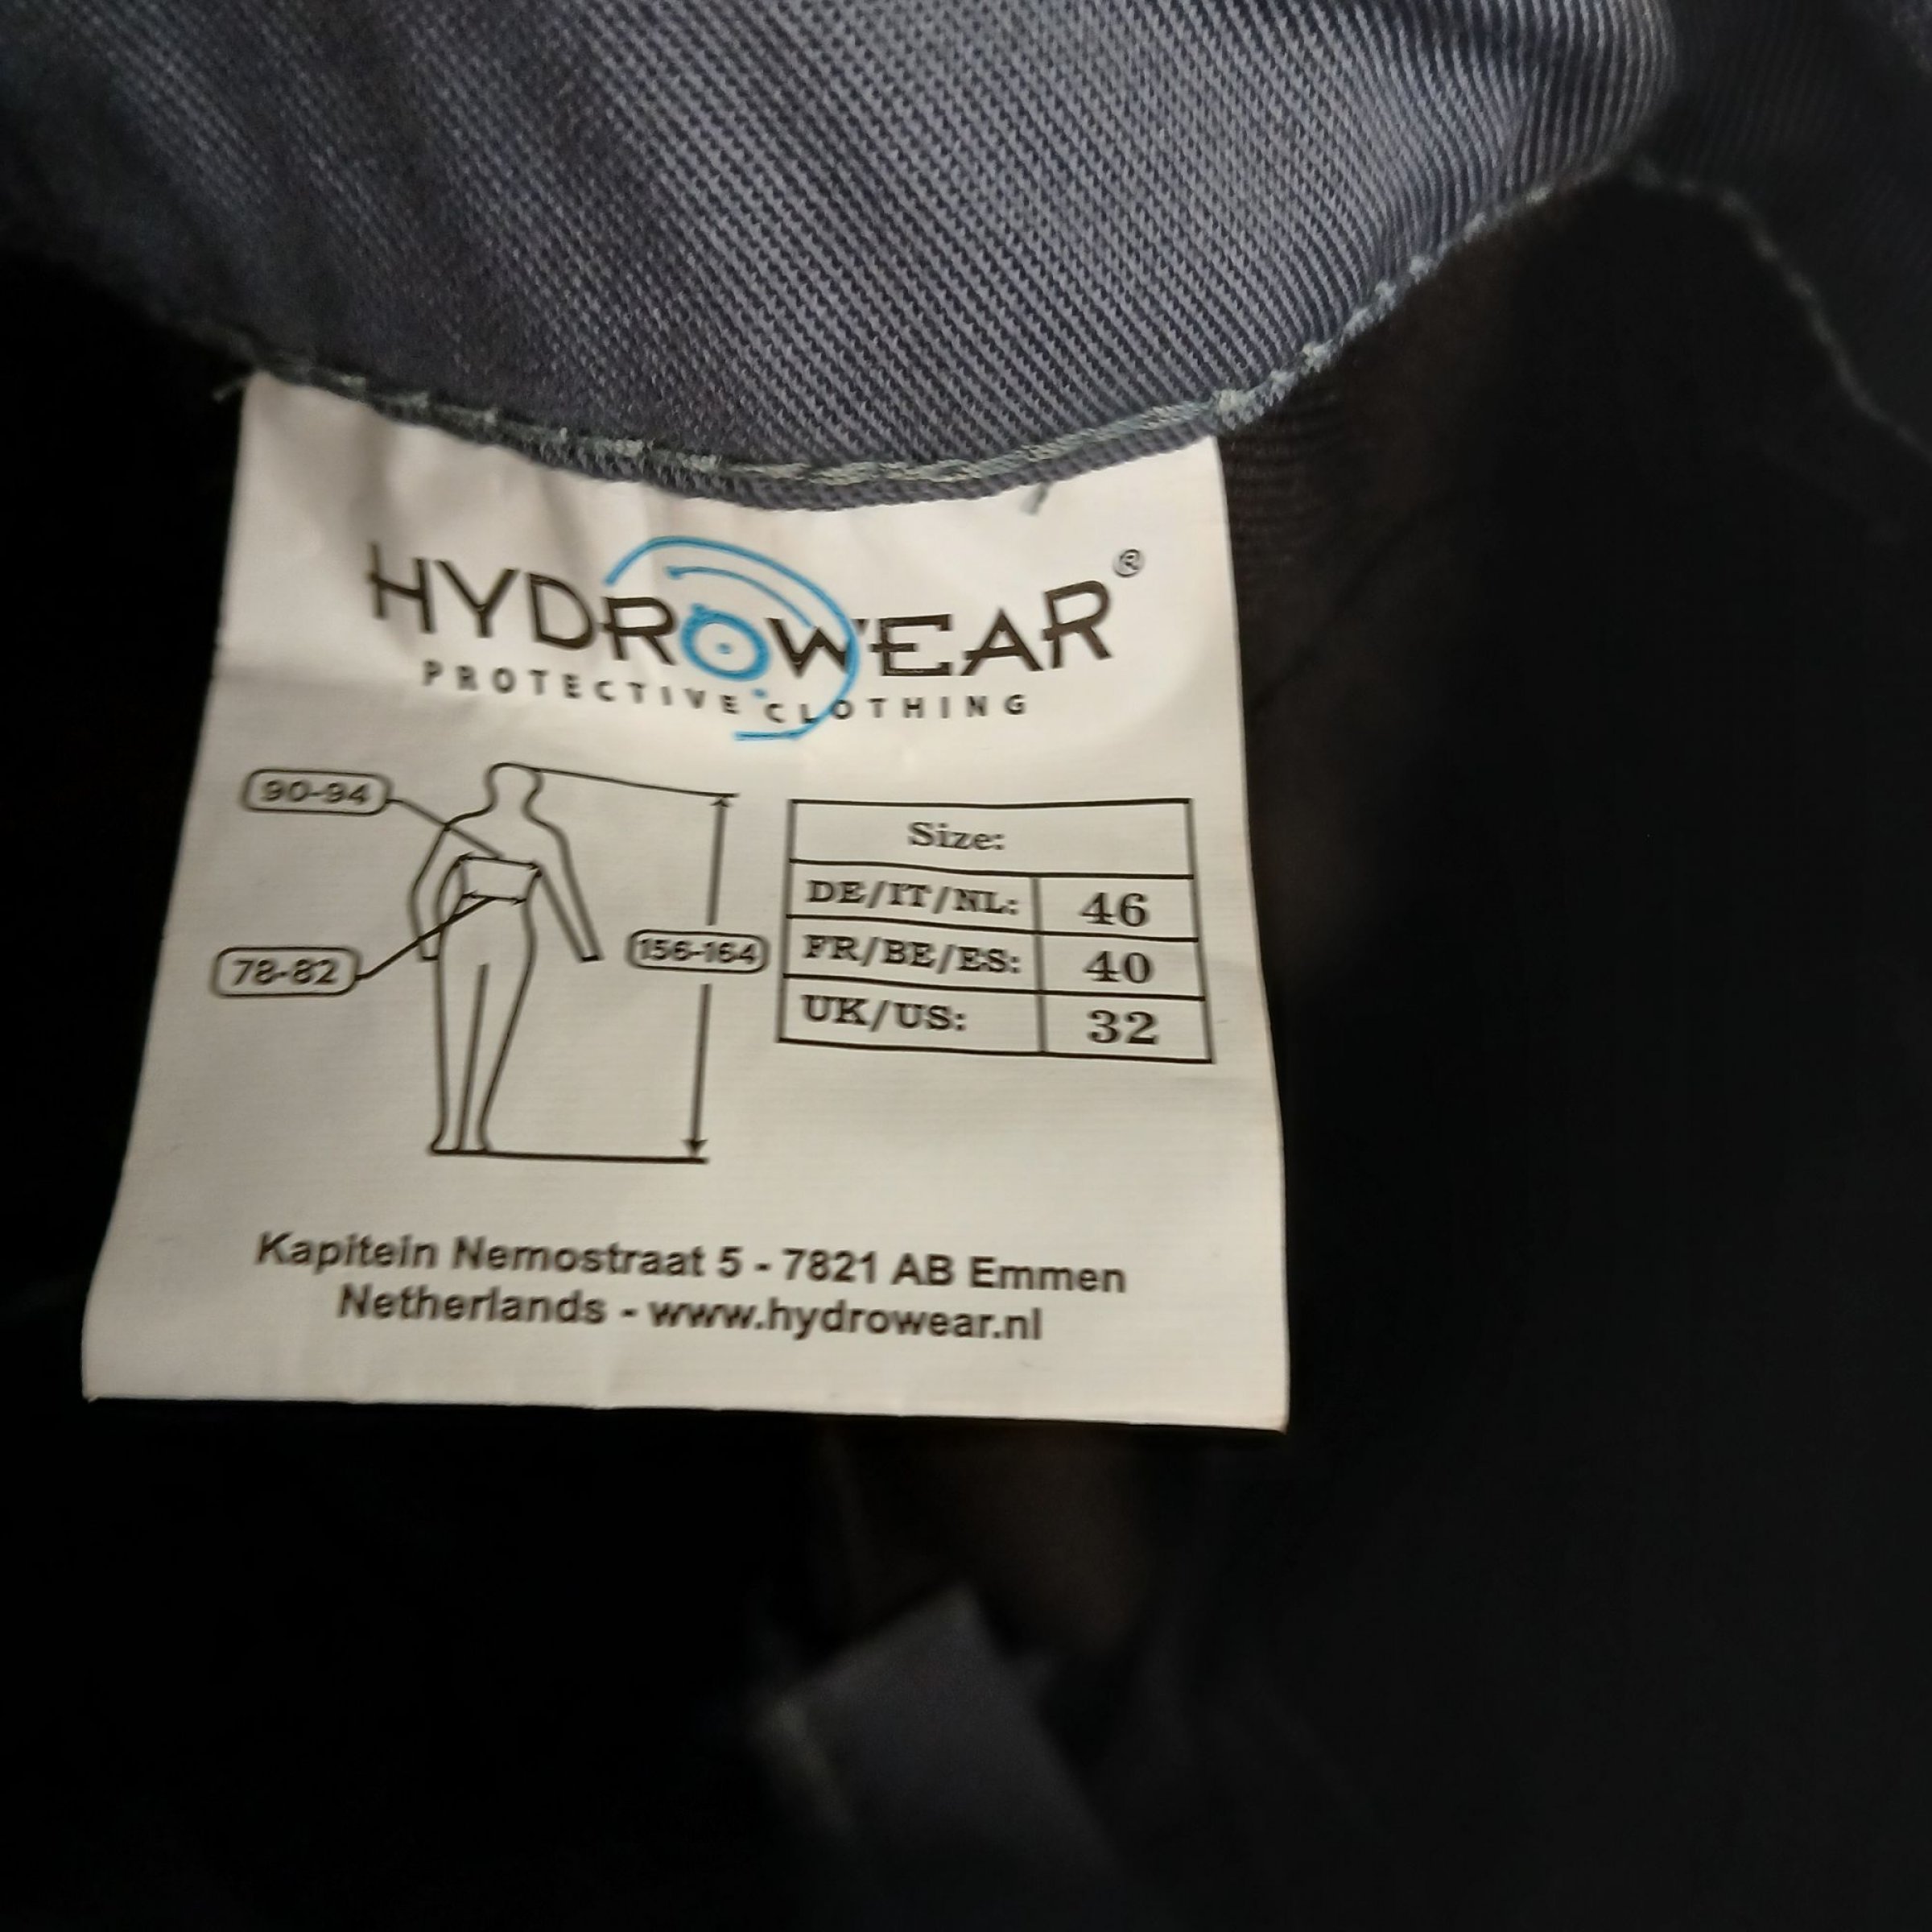 HYDROWEAR®
PROTECTIVE CLOTHING
90-94
78-82
156-164
Size:
DE/IT/NL: 46
FR/BE/ES: 40
UK/US: 32
Kapitein Nemostraat 5 - 7821 AB Emmen
Netherlands - www.hydrowear.nl